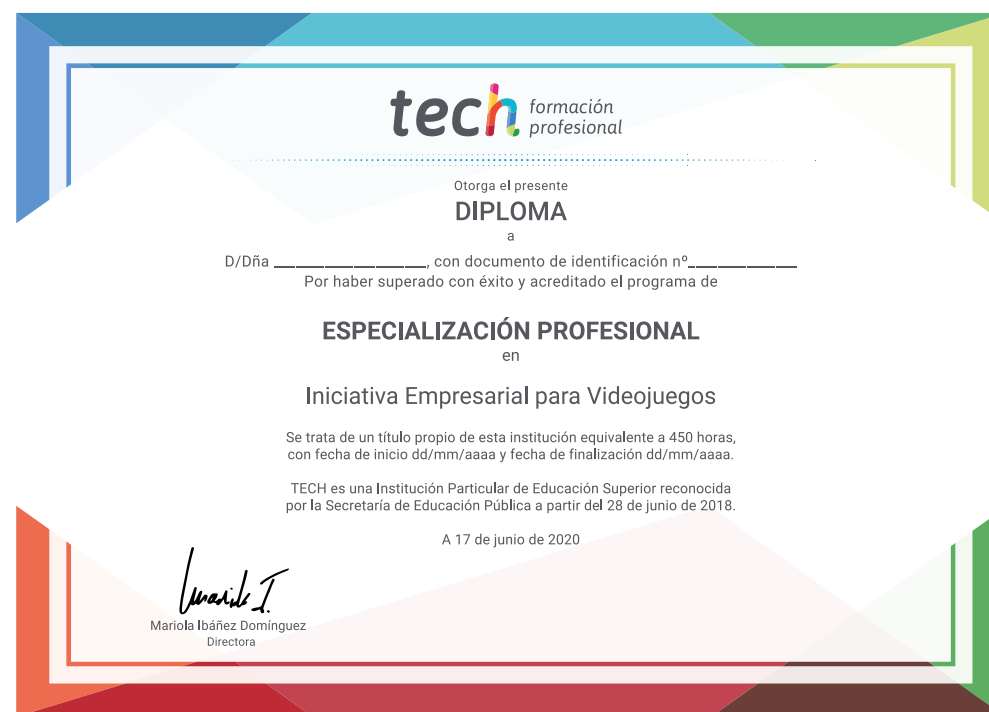 tech formación
profesional
Otorga el presente
DIPLOMA
a
D/Dña ______________, con documento de identificación nº__________
Por haber superado con éxito y acreditado el programa de
ESPECIALIZACIÓN PROFESIONAL
en
Iniciativa Empresarial para Videojuegos
Se trata de un título propio de esta institución equivalente a 450 horas,
con fecha de inicio dd/mm/aaaa y fecha de finalización dd/mm/aaaa.
TECH es una Institución Particular de Educación Superior reconocida
por la Secretaría de Educación Pública a partir del 28 de junio de 2018.
A 17 de junio de 2020
Mariola Ibáñez Domínguez
Directora